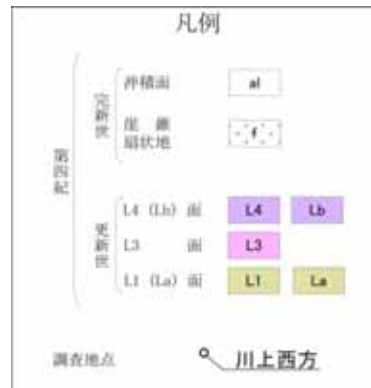 凡例
第四紀
完新世
沖積面 al
崖錐
扇状地 f
更新世
L4 (Lb) 面 L4 Lb
L3 面 L3
L1 (La) 面 L1 La
調査地点 川上西方